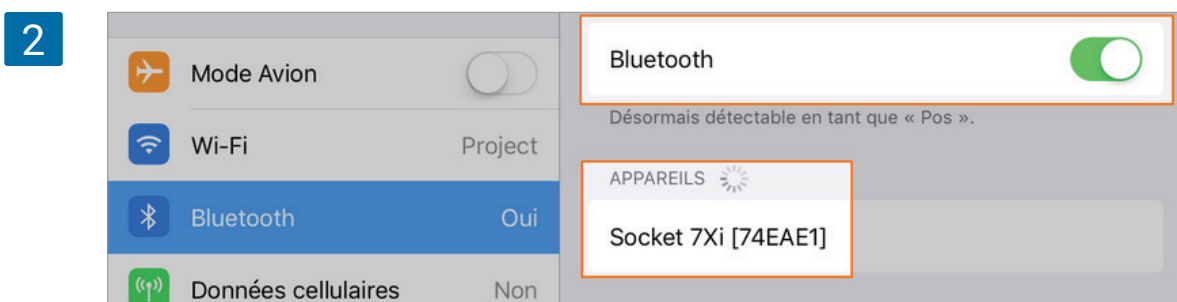 2
Mode Avion
Wi-Fi Project
Bluetooth Oui
Données cellulaires Non
Bluetooth
Désormais détectable en tant que « Pos ».
APPAREILS
Socket 7Xi [74EAE1]